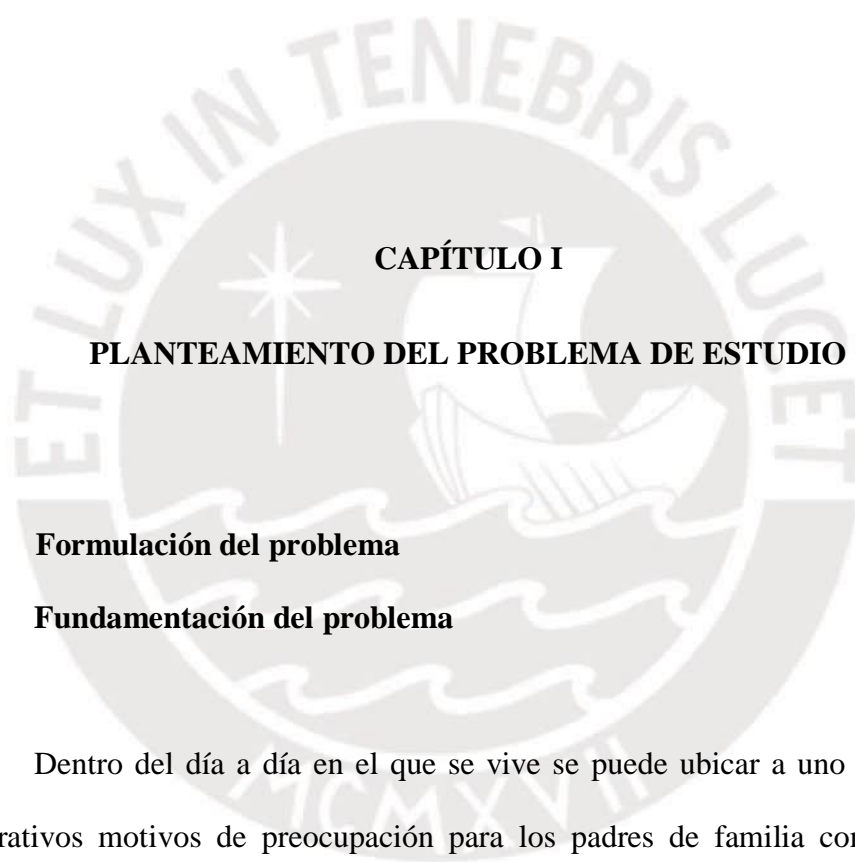 ET LUX IN TENEBRIS LUCET
CAPÍTULO I
PLANTEAMIENTO DEL PROBLEMA DE ESTUDIO
Formulación del problema
Fundamentación del problema
Dentro del día a día en el que se vive se puede ubicar a uno
motivos de preocupación para los padres de familia
MCMXVII